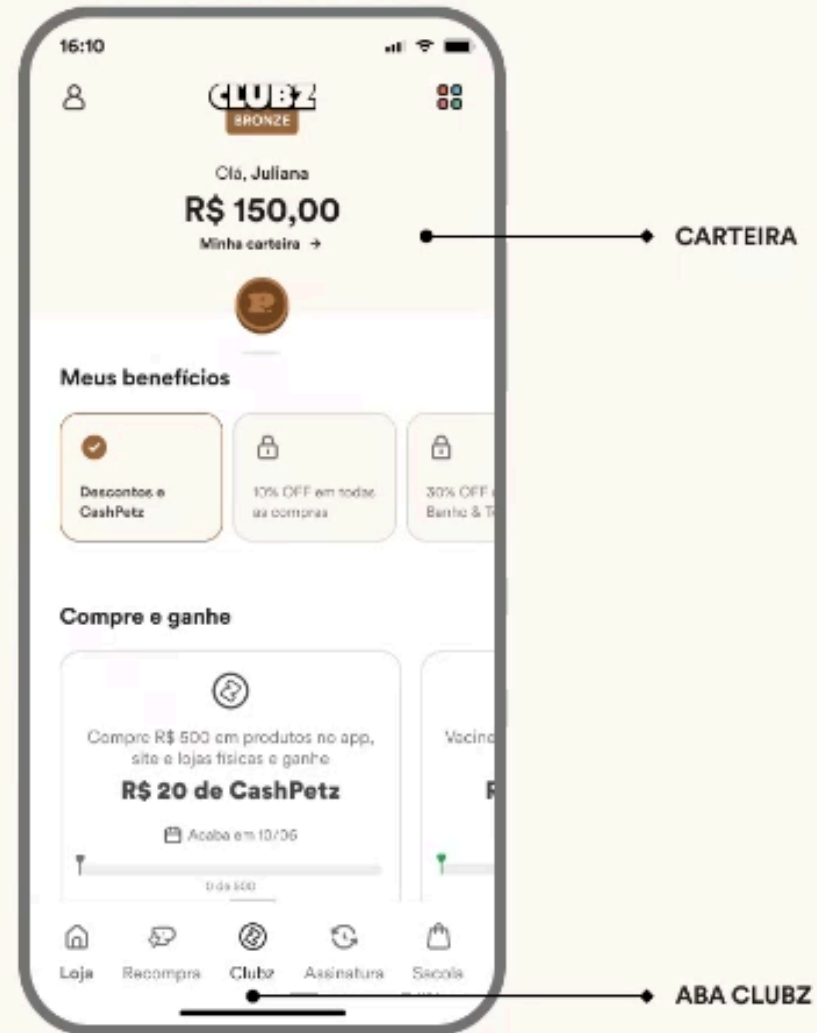 16:10
CLUBZ
BRONZE
Olá, Juliana
R$ 150,00
Minha carteira →
CARTEIRA
Meus benefícios
Descontos e
CashPetz
10% OFF em todas
as compras
30% OFF
Banho & T
Compre e ganhe
Compre R$ 500 em produtos no app,
site e lojas físicas e ganhe
R$ 20 de CashPetz
Acaba em 10/06
0 de 500
Vacine
Loja
Recompra
Clubz
Assinatura
Sacola
ABA CLUBZ